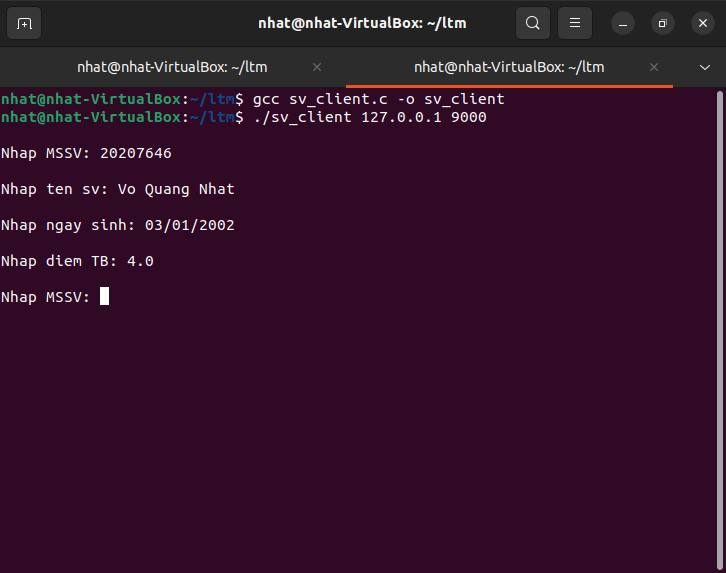 nhat@nhat-VirtualBox: ~/ltm
nhat@nhat-VirtualBox: ~/ltm
nhat@nhat-VirtualBox: ~/ltm
nhat@nhat-VirtualBox:~/ltm$ gcc sv_client.c -o sv_client
nhat@nhat-VirtualBox:~/ltm$ ./sv_client 127.0.0.1 9000
Nhap MSSV: 20207646
Nhap ten sv: Vo Quang Nhat
Nhap ngay sinh: 03/01/2002
Nhap diem TB: 4.0
Nhap MSSV: